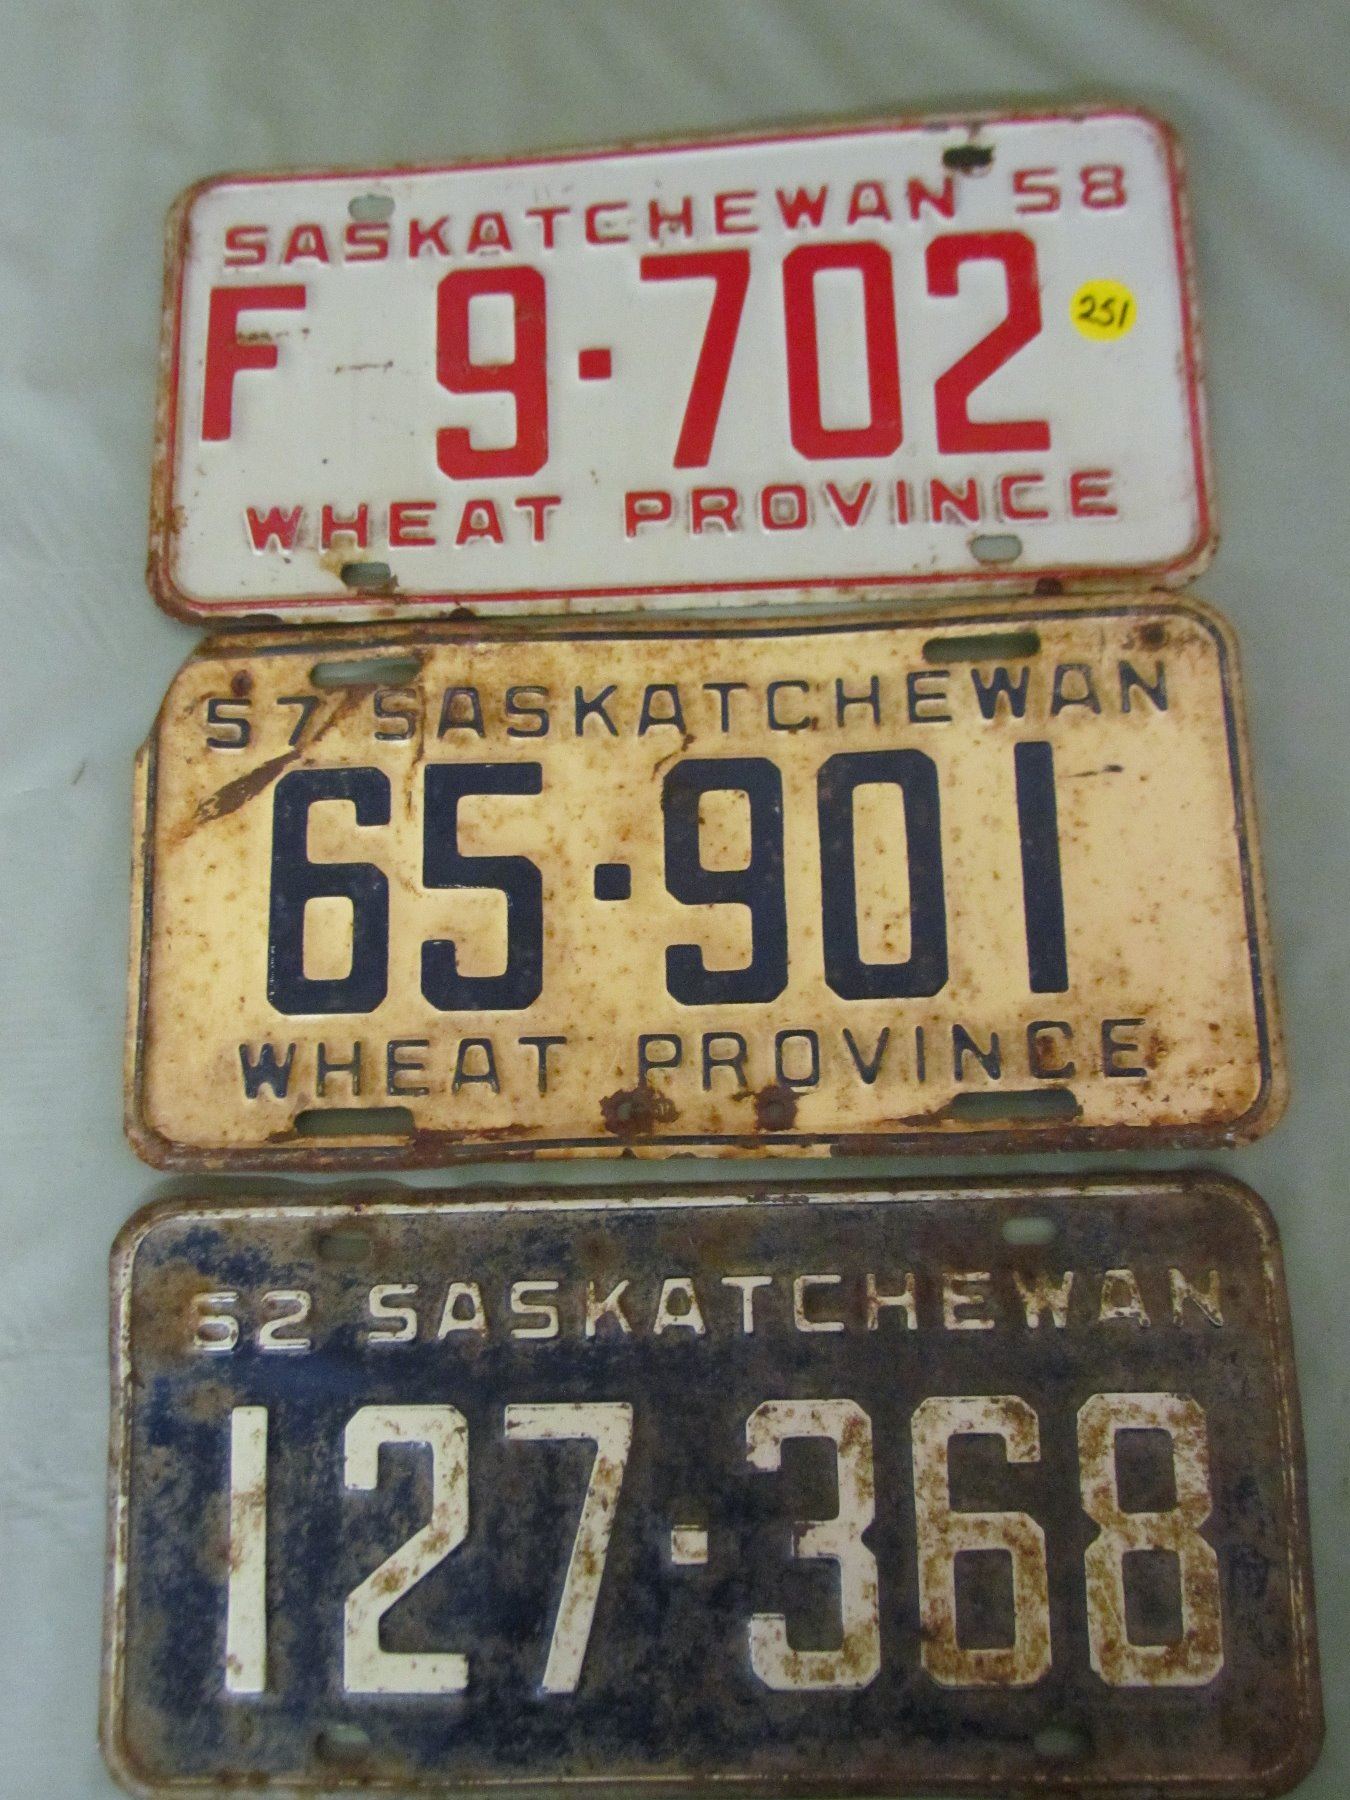 SASKATCHEWAN 58
F 9·702
251
WHEAT PROVINCE
57 SASKATCHEWAN
65·901
WHEAT PROVINCE
62 SASKATCHEWAN
127·368